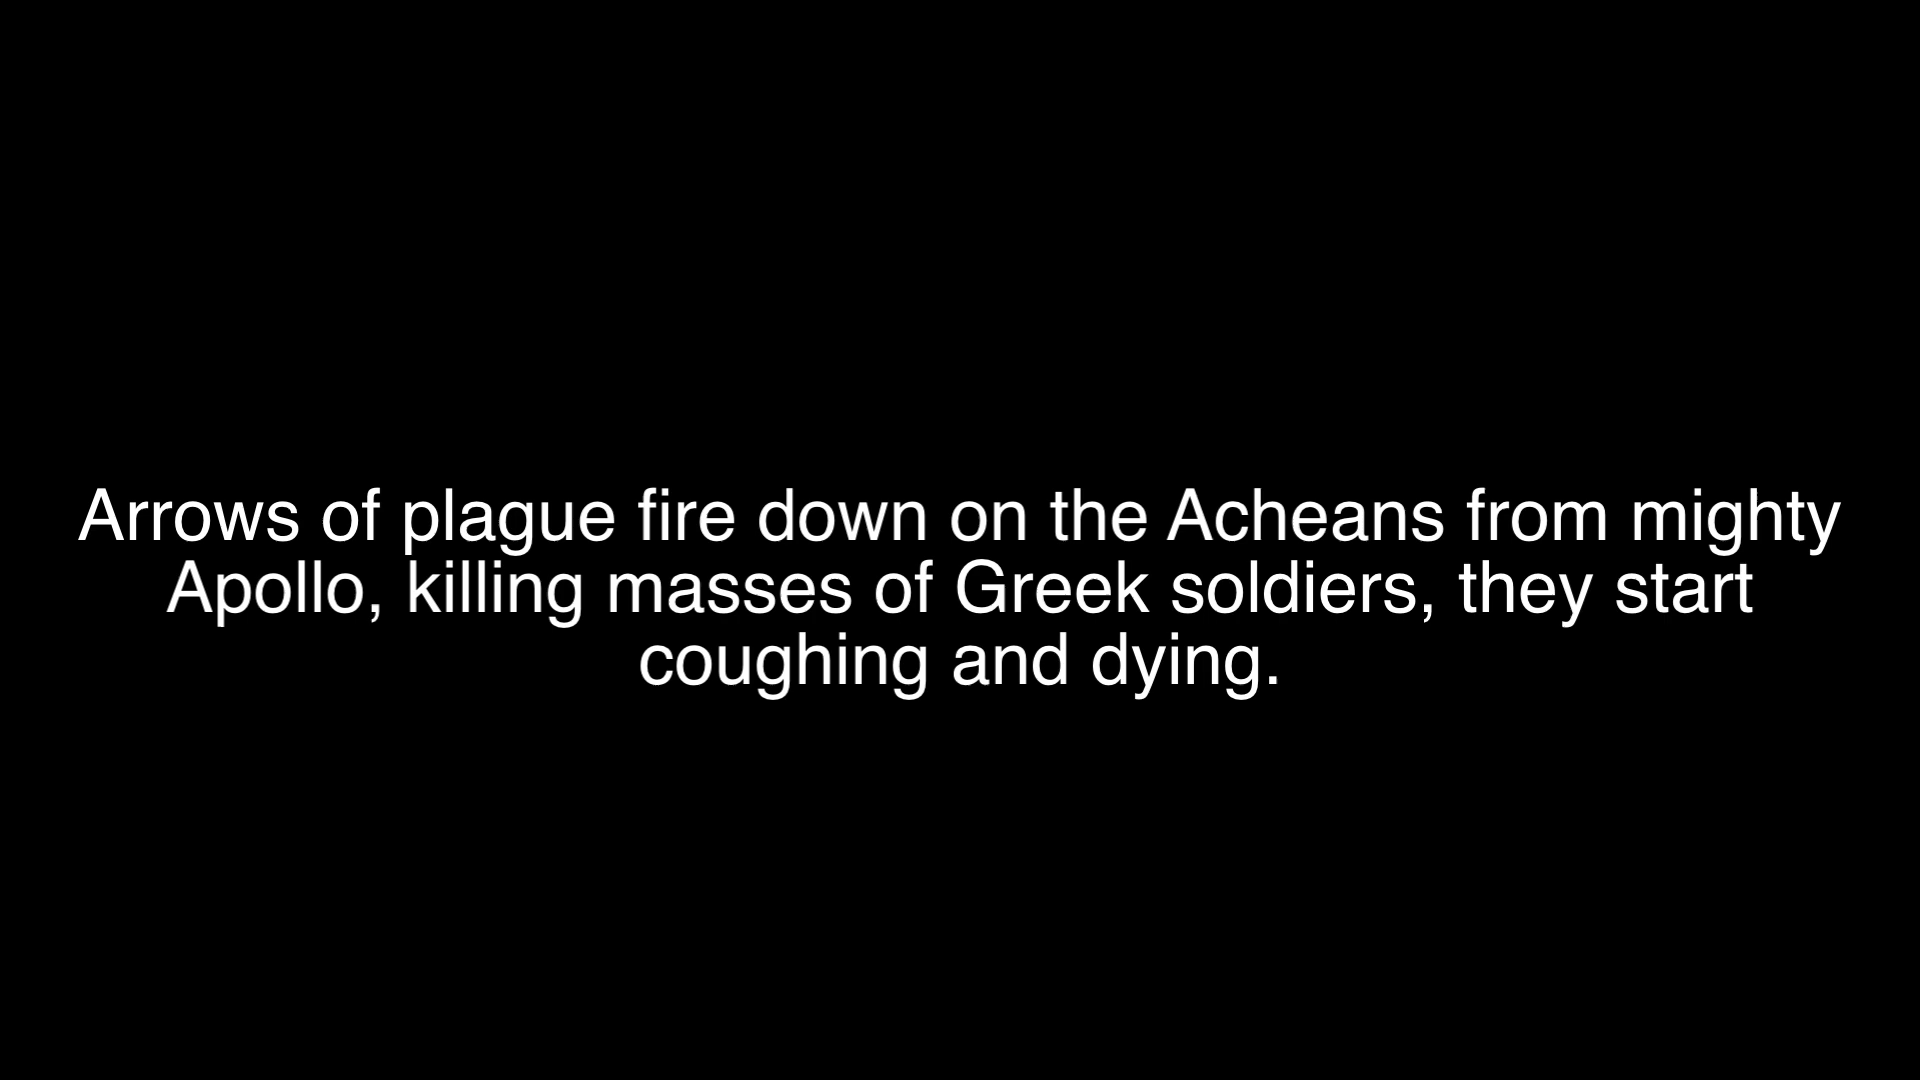 Arrows of plague fire down on the Acheans from mighty
Apollo, killing masses of Greek soldiers, they start
coughing and dying.